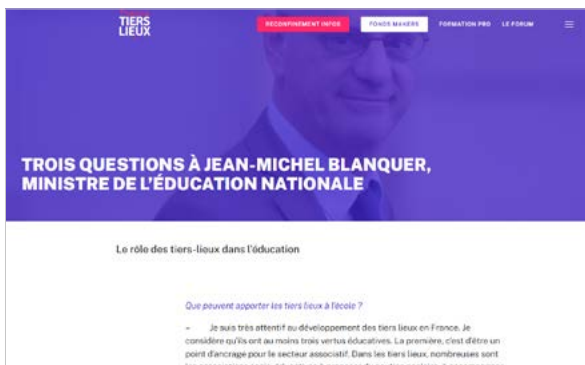 TIERS
LIEUX
RECONFINEMENT INFOS
FONDS MAKERS
FORMATION PRO
LE FORUM
TROIS QUESTIONS À JEAN-MICHEL BLANQUER,
MINISTRE DE L'ÉDUCATION NATIONALE
Le rôle des tiers-lieux dans l'éducation
Que peuvent apporter les tiers lieux à l'école ?
– Je suis très attentif au développement des tiers lieux en France. Je
considère qu'ils ont au moins trois vertus éducatives. La première, c'est d'être un
point d'ancrage pour le secteur associatif. Dans les tiers lieux, nombreuses sont